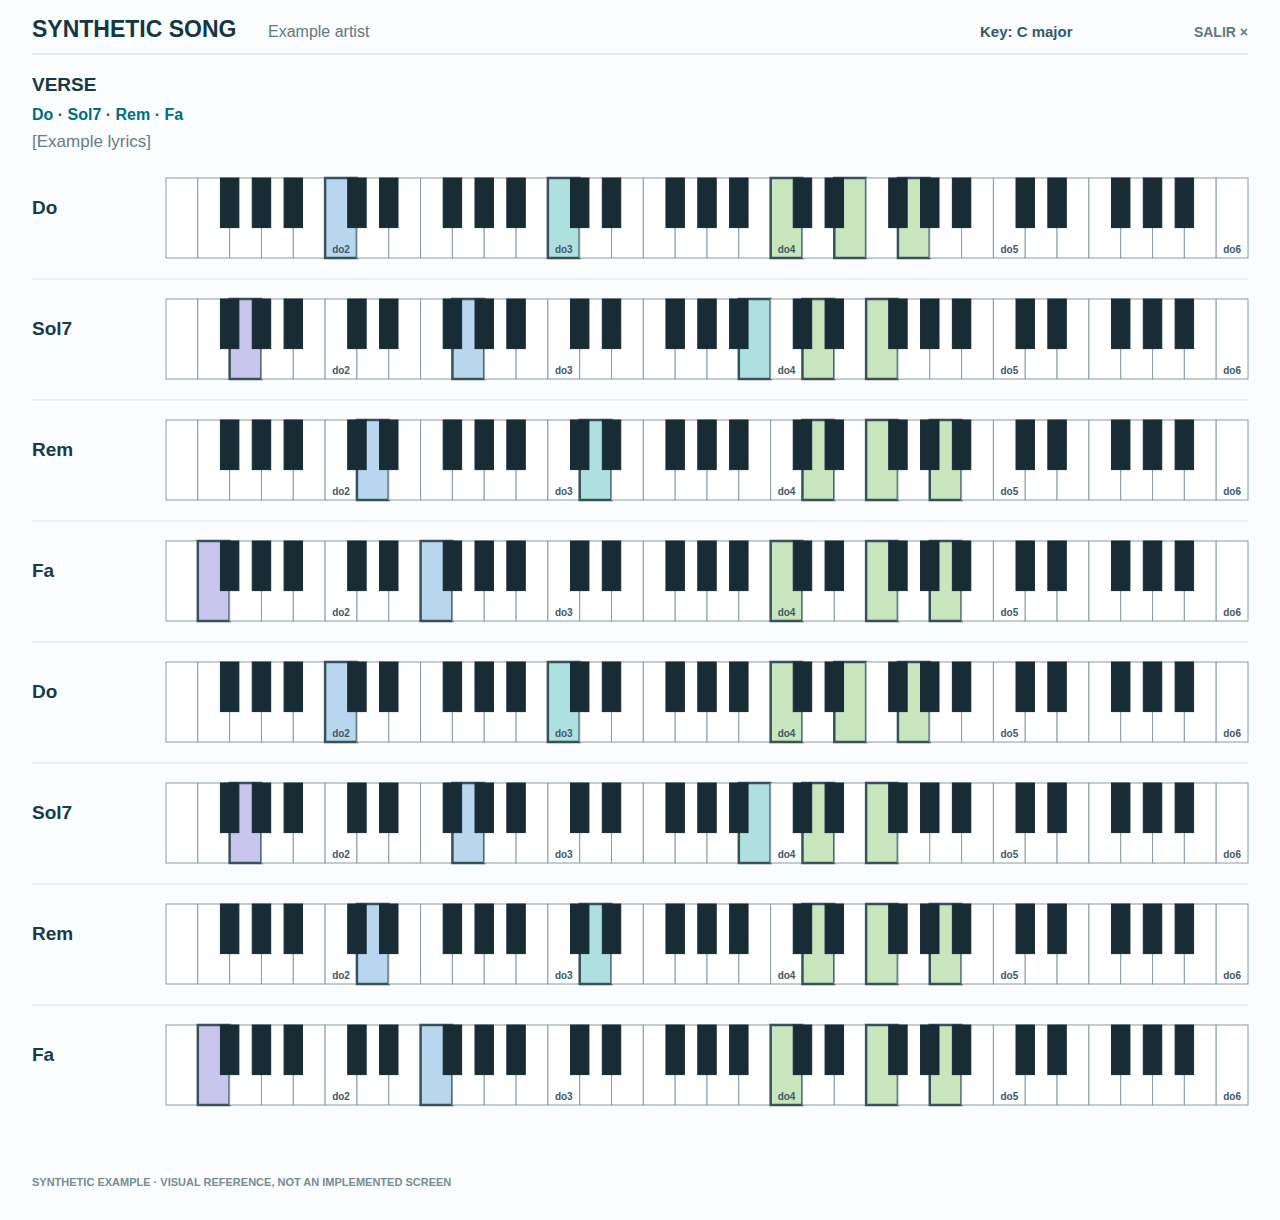 SYNTHETIC SONG Example artist Key: C major SALIR ×
VERSE
Do · Sol7 · Rem · Fa
[Example lyrics]
Do
do2 do3 do4 do5 do6
Sol7
do2 do3 do4 do5 do6
Rem
do2 do3 do4 do5 do6
Fa
do2 do3 do4 do5 do6
Do
do2 do3 do4 do5 do6
Sol7
do2 do3 do4 do5 do6
Rem
do2 do3 do4 do5 do6
Fa
do2 do3 do4 do5 do6
SYNTHETIC EXAMPLE · VISUAL REFERENCE, NOT AN IMPLEMENTED SCREEN